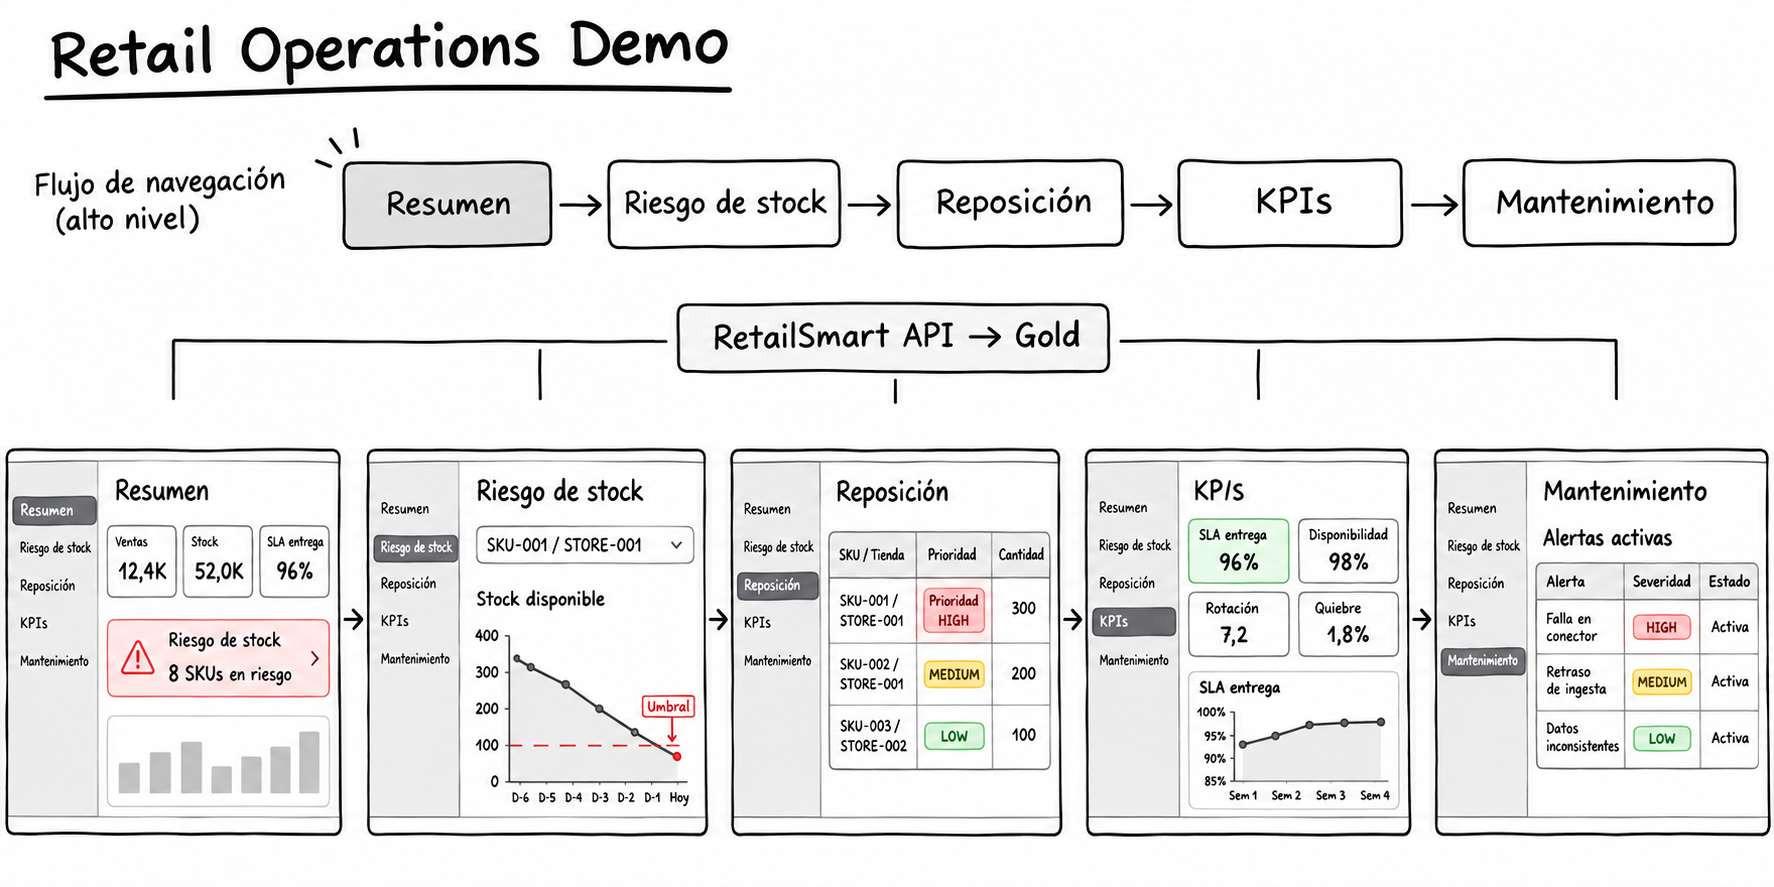 Retail Operations Demo
Flujo de navegación
(alto nivel)
Resumen
Riesgo de stock
Reposición
KPIs
Mantenimiento
RetailSmart API → Gold
Resumen
Riesgo de stock
Reposición
KPIs
Mantenimiento
Resumen
Ventas
12,4K
Stock
52,0K
SLA entrega
96%
Riesgo de stock
8 SKUs en riesgo
Resumen
Riesgo de stock
Reposición
KPIs
Mantenimiento
Riesgo de stock
SKU-001 / STORE-001
Stock disponible
400
300
200
100
0
Umbral
D-6 D-5 D-4 D-3 D-2 D-1 Hoy
Resumen
Riesgo de stock
Reposición
KPIs
Mantenimiento
Reposición
SKU / Tienda Prioridad Cantidad
SKU-001 /
STORE-001
Prioridad
HIGH
300
SKU-002 /
STORE-001
MEDIUM
200
SKU-003 /
STORE-002
LOW
100
Resumen
Riesgo de stock
Reposición
KPIs
Mantenimiento
KPIs
SLA entrega
96%
Disponibilidad
98%
Rotación
7,2
Quiebre
1,8%
SLA entrega
100%
95%
90%
85%
Sem 1 Sem 2 Sem 3 Sem 4
Resumen
Riesgo de stock
Reposición
KPIs
Mantenimiento
Mantenimiento
Alertas activas
Alerta Severidad Estado
Falla en
conector
HIGH
Activa
Retraso
de ingesta
MEDIUM
Activa
Datos
inconsistentes
LOW
Activa